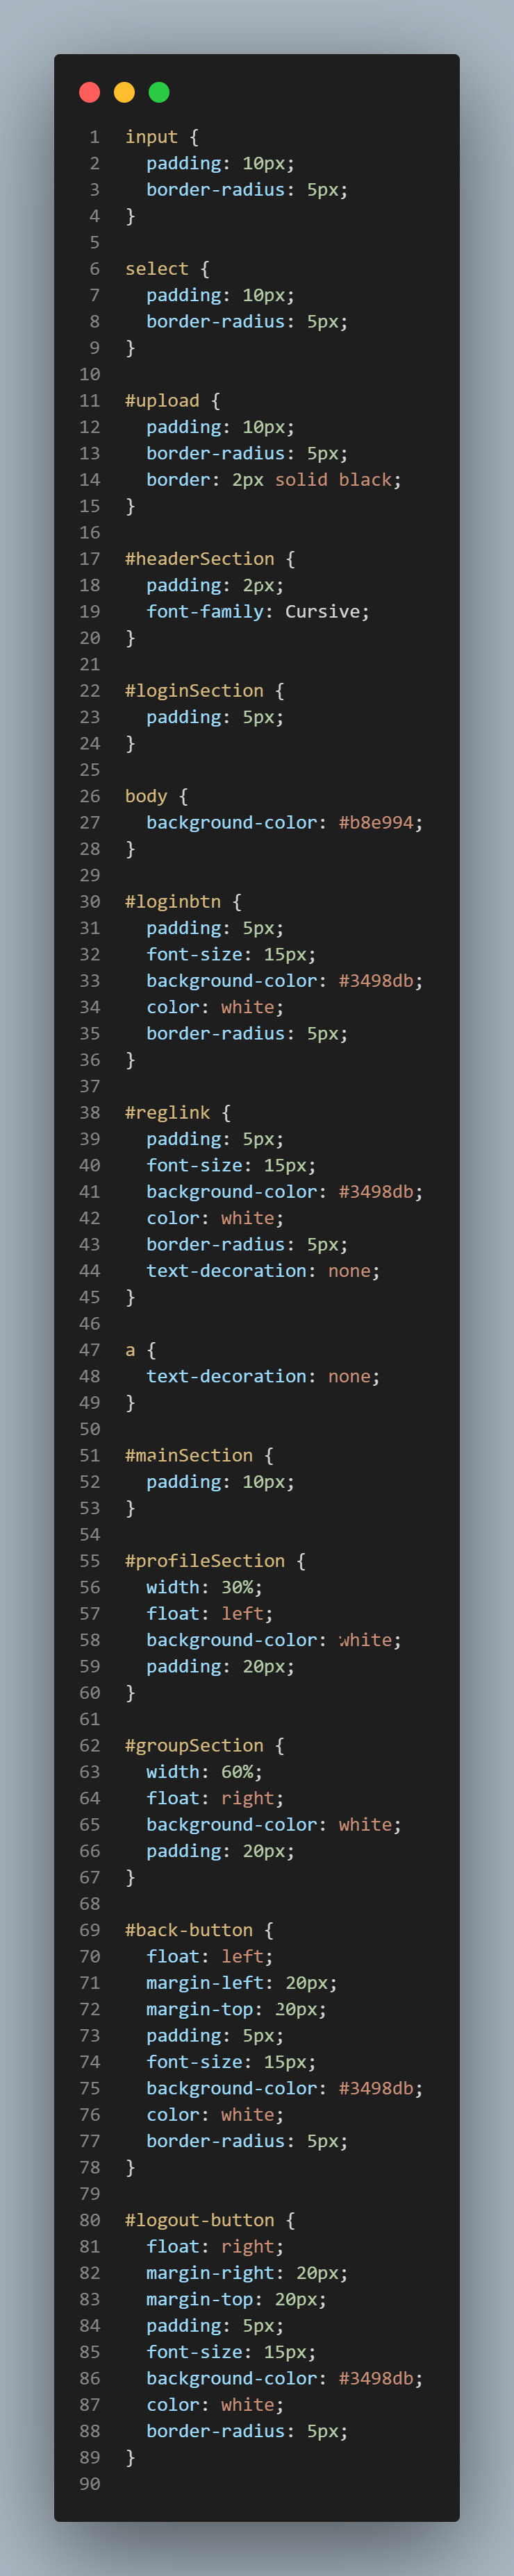 1 input {
2   padding: 10px;
3   border-radius: 5px;
4 }
5
6 select {
7   padding: 10px;
8   border-radius: 5px;
9 }
10
11 #upload {
12   padding: 10px;
13   border-radius: 5px;
14   border: 2px solid black;
15 }
16
17 #headerSection {
18   padding: 2px;
19   font-family: Cursive;
20 }
21
22 #loginSection {
23   padding: 5px;
24 }
25
26 body {
27   background-color: #b8e994;
28 }
29
30 #loginbtn {
31   padding: 5px;
32   font-size: 15px;
33   background-color: #3498db;
34   color: white;
35   border-radius: 5px;
36 }
37
38 #reglink {
39   padding: 5px;
40   font-size: 15px;
41   background-color: #3498db;
42   color: white;
43   border-radius: 5px;
44   text-decoration: none;
45 }
46
47 a {
48   text-decoration: none;
49 }
50
51 #mainSection {
52   padding: 10px;
53 }
54
55 #profileSection {
56   width: 30%;
57   float: left;
58   background-color: white;
59   padding: 20px;
60 }
61
62 #groupSection {
63   width: 60%;
64   float: right;
65   background-color: white;
66   padding: 20px;
67 }
68
69 #back-button {
70   float: left;
71   margin-left: 20px;
72   margin-top: 20px;
73   padding: 5px;
74   font-size: 15px;
75   background-color: #3498db;
76   color: white;
77   border-radius: 5px;
78 }
79
80 #logout-button {
81   float: right;
82   margin-right: 20px;
83   margin-top: 20px;
84   padding: 5px;
85   font-size: 15px;
86   background-color: #3498db;
87   color: white;
88   border-radius: 5px;
89 }
90